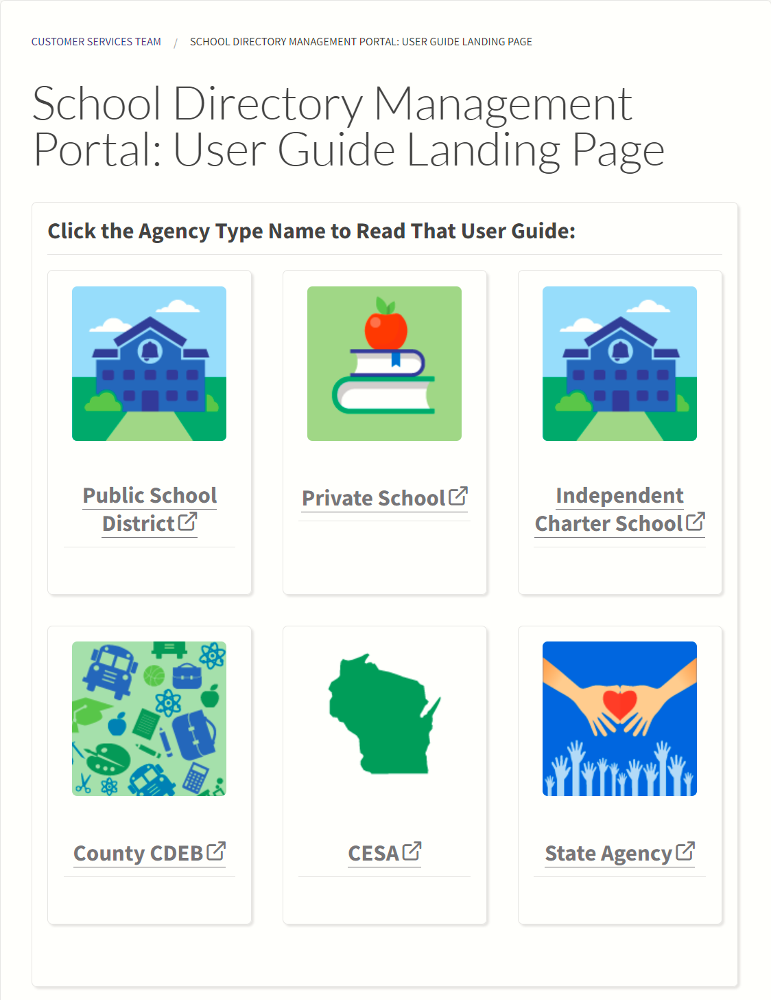 CUSTOMER SERVICES TEAM / SCHOOL DIRECTORY MANAGEMENT PORTAL: USER GUIDE LANDING PAGE
School Directory Management
Portal: User Guide Landing Page
Click the Agency Type Name to Read That User Guide:
Public School
District
Private School
Independent
Charter School
County CDEB
CESA
State Agency